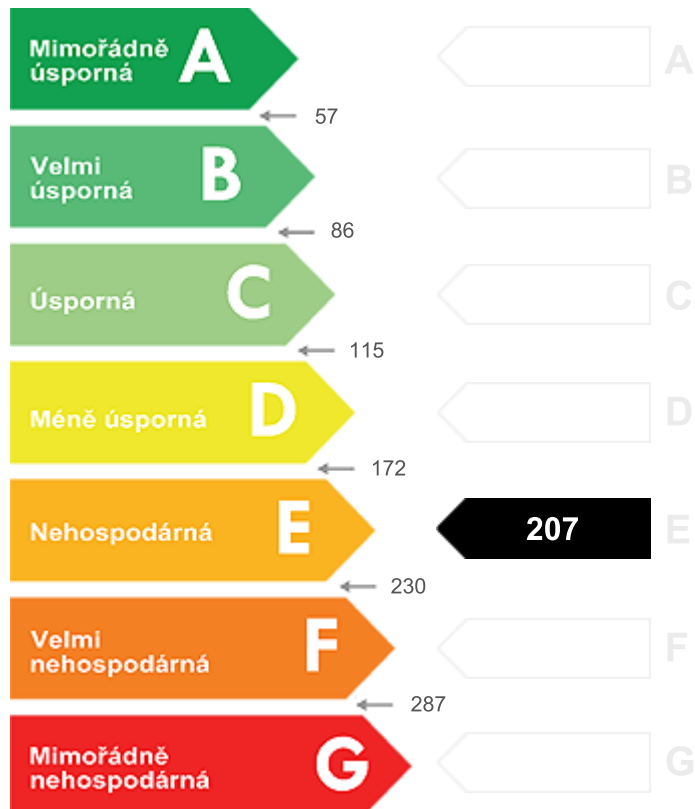 Mimořádně
úsporná
A
A
57
Velmi
úsporná
B
B
86
Úsporná
C
C
115
Méně úsporná
D
D
172
Nehospodárná
E
207
E
230
Velmi
nehospodárná
F
F
287
Mimořádně
nehospodárná
G
G